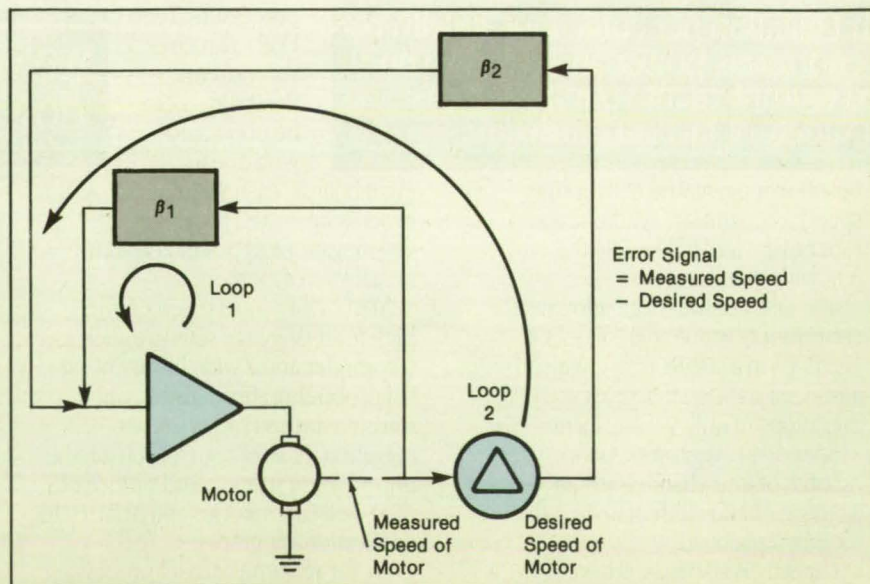 β2
β1
Loop
1
Error Signal
= Measured Speed
– Desired Speed
Loop
2
Motor
Measured
Speed of
Motor
Desired
Speed of
Motor